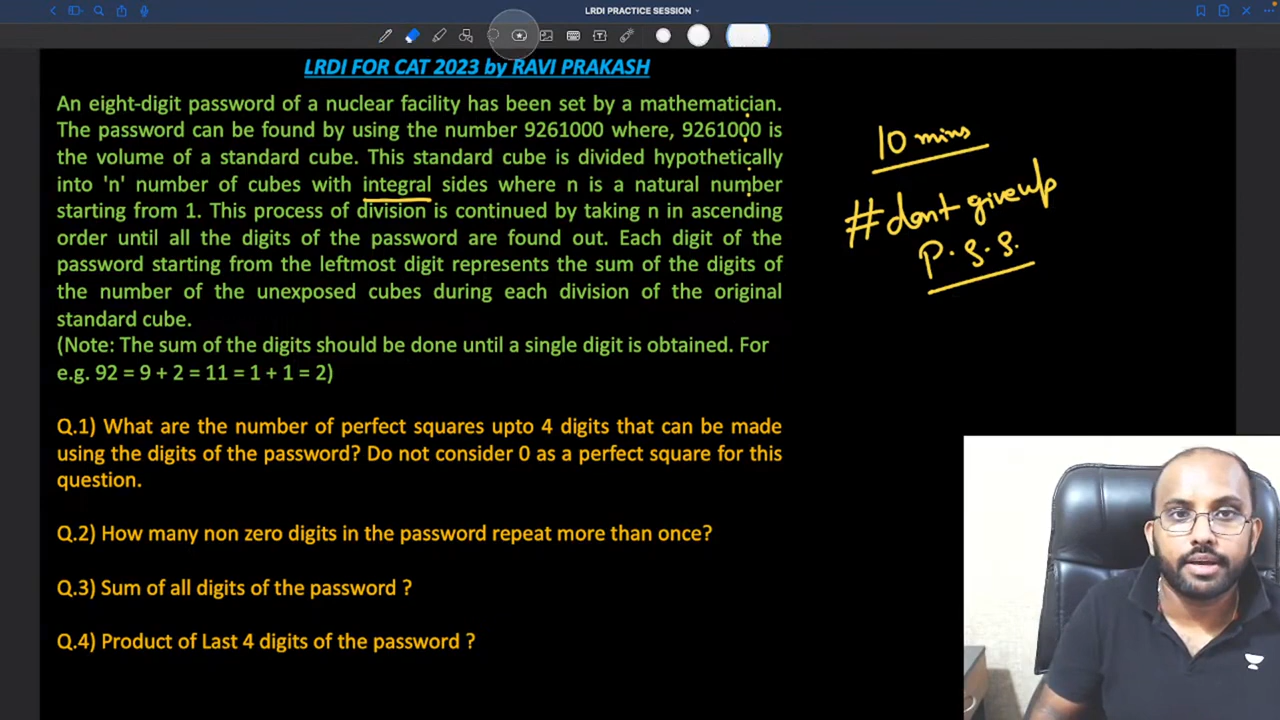 LRDI PRACTICE SESSION
LRDI FOR CAT 2023 by RAVI PRAKASH
An eight-digit password of a nuclear facility has been set by a mathematician.
The password can be found by using the number 9261000 where, 9261000 is
the volume of a standard cube. This standard cube is divided hypothetically
into 'n' number of cubes with integral sides where n is a natural number
starting from 1. This process of division is continued by taking n in ascending
order until all the digits of the password are found out. Each digit of the
password starting from the leftmost digit represents the sum of the digits of
the number of the unexposed cubes during each division of the original
standard cube.
(Note: The sum of the digits should be done until a single digit is obtained. For
e.g. 92 = 9 + 2 = 11 = 1 + 1 = 2)
Q.1) What are the number of perfect squares upto 4 digits that can be made
using the digits of the password? Do not consider 0 as a perfect square for this
question.
Q.2) How many non zero digits in the password repeat more than once?
Q.3) Sum of all digits of the password ?
Q.4) Product of Last 4 digits of the password ?
10 mins
#dont giveup